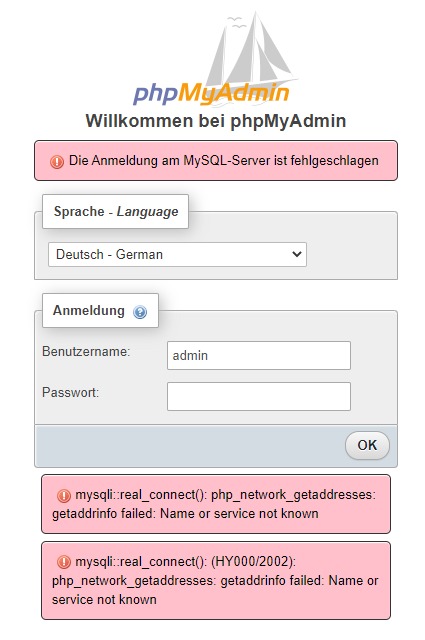 phpMyAdmin
Willkommen bei phpMyAdmin
Die Anmeldung am MySQL-Server ist fehlgeschlagen
Sprache - Language
Deutsch - German
Anmeldung
Benutzername:
admin
Passwort:
OK
mysqli::real_connect(): php_network_getaddresses:
getaddrinfo failed: Name or service not known
mysqli::real_connect(): (HY000/2002):
php_network_getaddresses: getaddrinfo failed: Name or
service not known